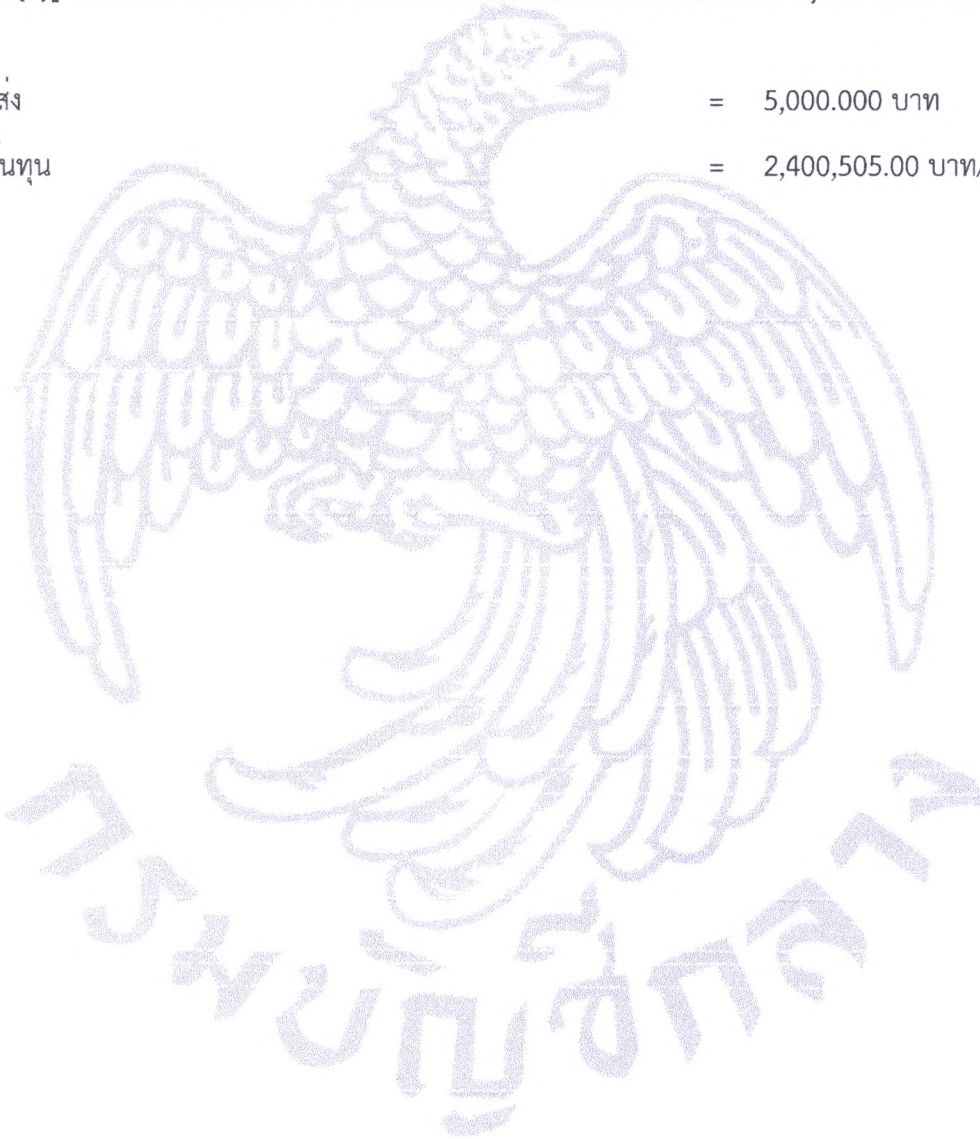 ส่ง = 5,000.000 บาท
นทุน = 2,400,505.00 บาท/
กรมบัญชีกลาง